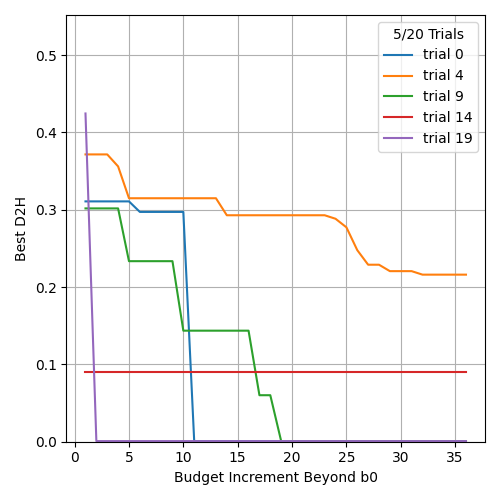 5/20 Trials
trial 0
trial 4
trial 9
trial 14
trial 19
Best D2H
0.5
0.4
0.3
0.2
0.1
0.0
0 5 10 15 20 25 30 35
Budget Increment Beyond b0